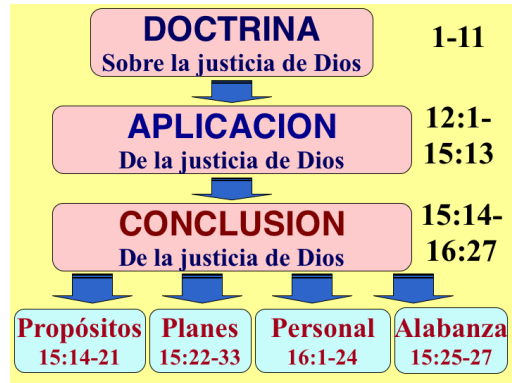 DOCTRINA
Sobre la justicia de Dios
1-11
APLICACION
De la justicia de Dios
12:1-
15:13
CONCLUSION
De la justicia de Dios
15:14-
16:27
Propósitos
15:14-21
Planes
15:22-33
Personal
16:1-24
Alabanza
15:25-27